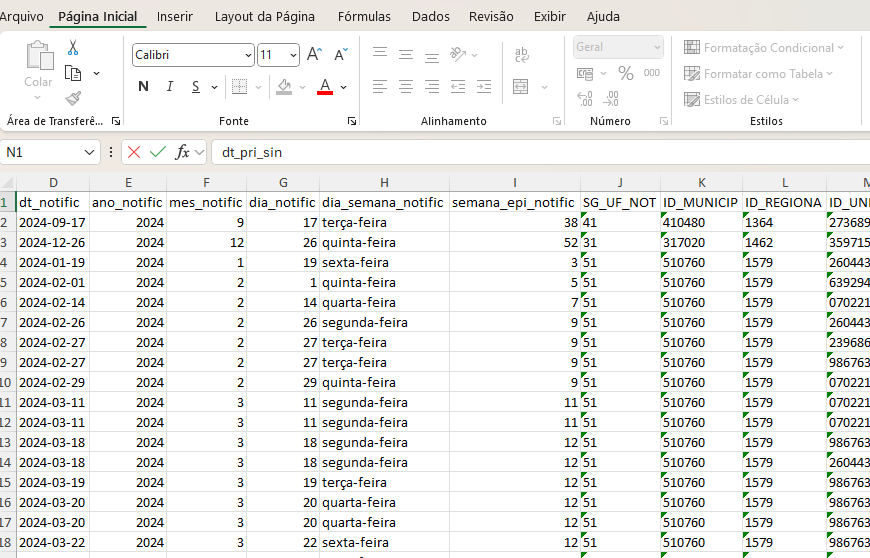 Arquivo Página Inicial Inserir Layout da Página Fórmulas Dados Revisão Exibir Ajuda
Colar
Calibri 11
N I S A
ab c
Geral
% 000
Formatação Condicional
Formatar como Tabela
Estilos de Célula
Área de Transferê... Fonte Alinhamento Número Estilos
N1 fx dt_pri_sin
D E F G H I J K L M
1 dt_notific ano_notific mes_notific dia_notific dia_semana_notific semana_epi_notific SG_UF_NOT ID_MUNICIP ID_REGIONA ID_UNI
2 2024-09-17 2024 9 17 terça-feira 38 41 410480 1364 273689
3 2024-12-26 2024 12 26 quinta-feira 52 31 317020 1462 359715
4 2024-01-19 2024 1 19 sexta-feira 3 51 510760 1579 260443
5 2024-02-01 2024 2 1 quinta-feira 5 51 510760 1579 639294
6 2024-02-14 2024 2 14 quarta-feira 7 51 510760 1579 070221
7 2024-02-26 2024 2 26 segunda-feira 9 51 510760 1579 260443
8 2024-02-27 2024 2 27 terça-feira 9 51 510760 1579 239686
9 2024-02-27 2024 2 27 terça-feira 9 51 510760 1579 986763
10 2024-02-29 2024 2 29 quinta-feira 9 51 510760 1579 070221
11 2024-03-11 2024 3 11 segunda-feira 11 51 510760 1579 070221
12 2024-03-11 2024 3 11 segunda-feira 11 51 510760 1579 070221
13 2024-03-18 2024 3 18 segunda-feira 12 51 510760 1579 986763
14 2024-03-18 2024 3 18 segunda-feira 12 51 510760 1579 260443
15 2024-03-19 2024 3 19 terça-feira 12 51 510760 1579 986763
16 2024-03-20 2024 3 20 quarta-feira 12 51 510760 1579 986763
17 2024-03-20 2024 3 20 quarta-feira 12 51 510760 1579 986763
18 2024-03-22 2024 3 22 sexta-feira 12 51 510760 1579 986763